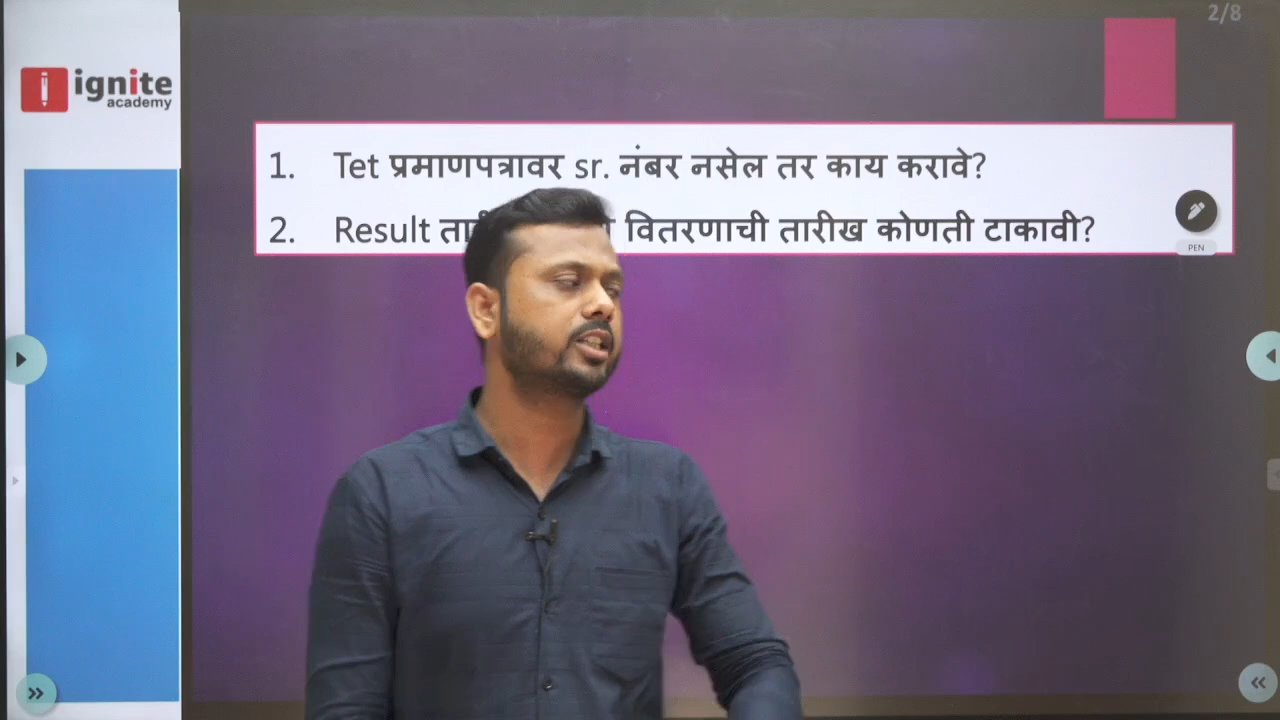 2/8
ignite
academy
1. Tet प्रमाणपत्रावर sr. नंबर नसेल तर काय करावे?
2. Result वितरणाची तारीख कोणती टाकावी?
PEN